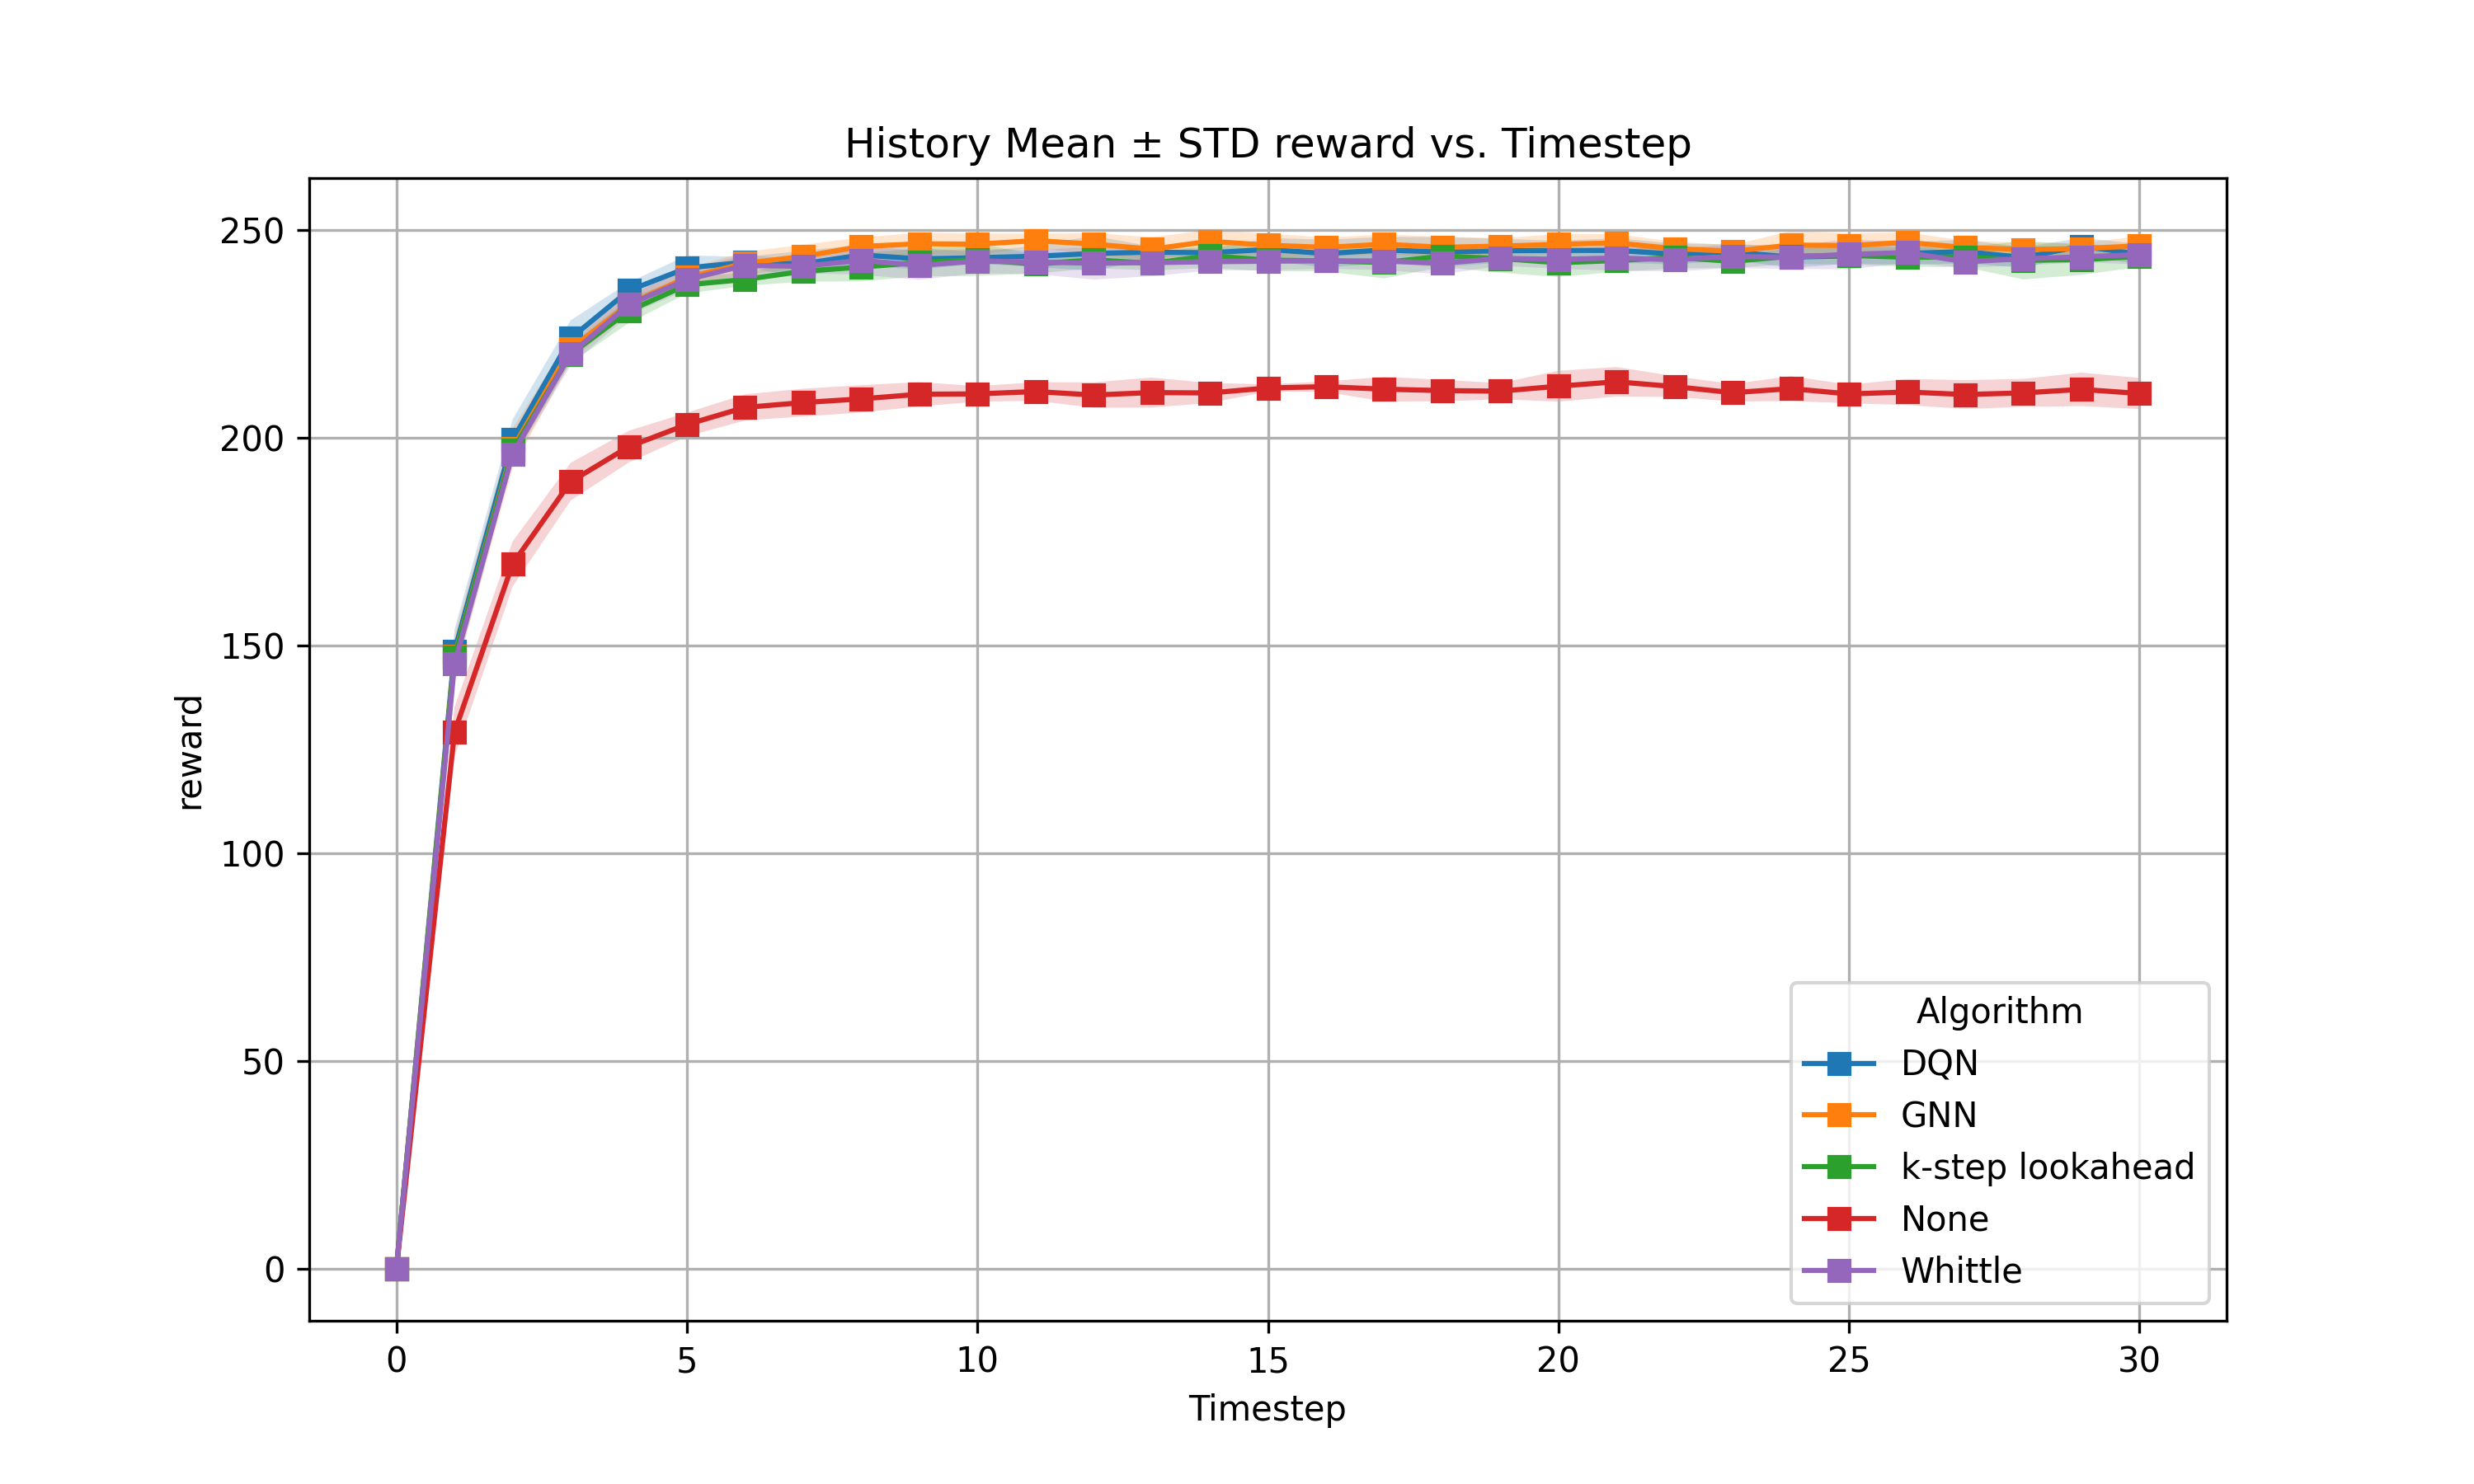 History Mean ± STD reward vs. Timestep
250
200
150
100
50
0
reward
0 5 10 15 20 25 30
Timestep
Algorithm
DQN
GNN
k-step lookahead
None
Whittle